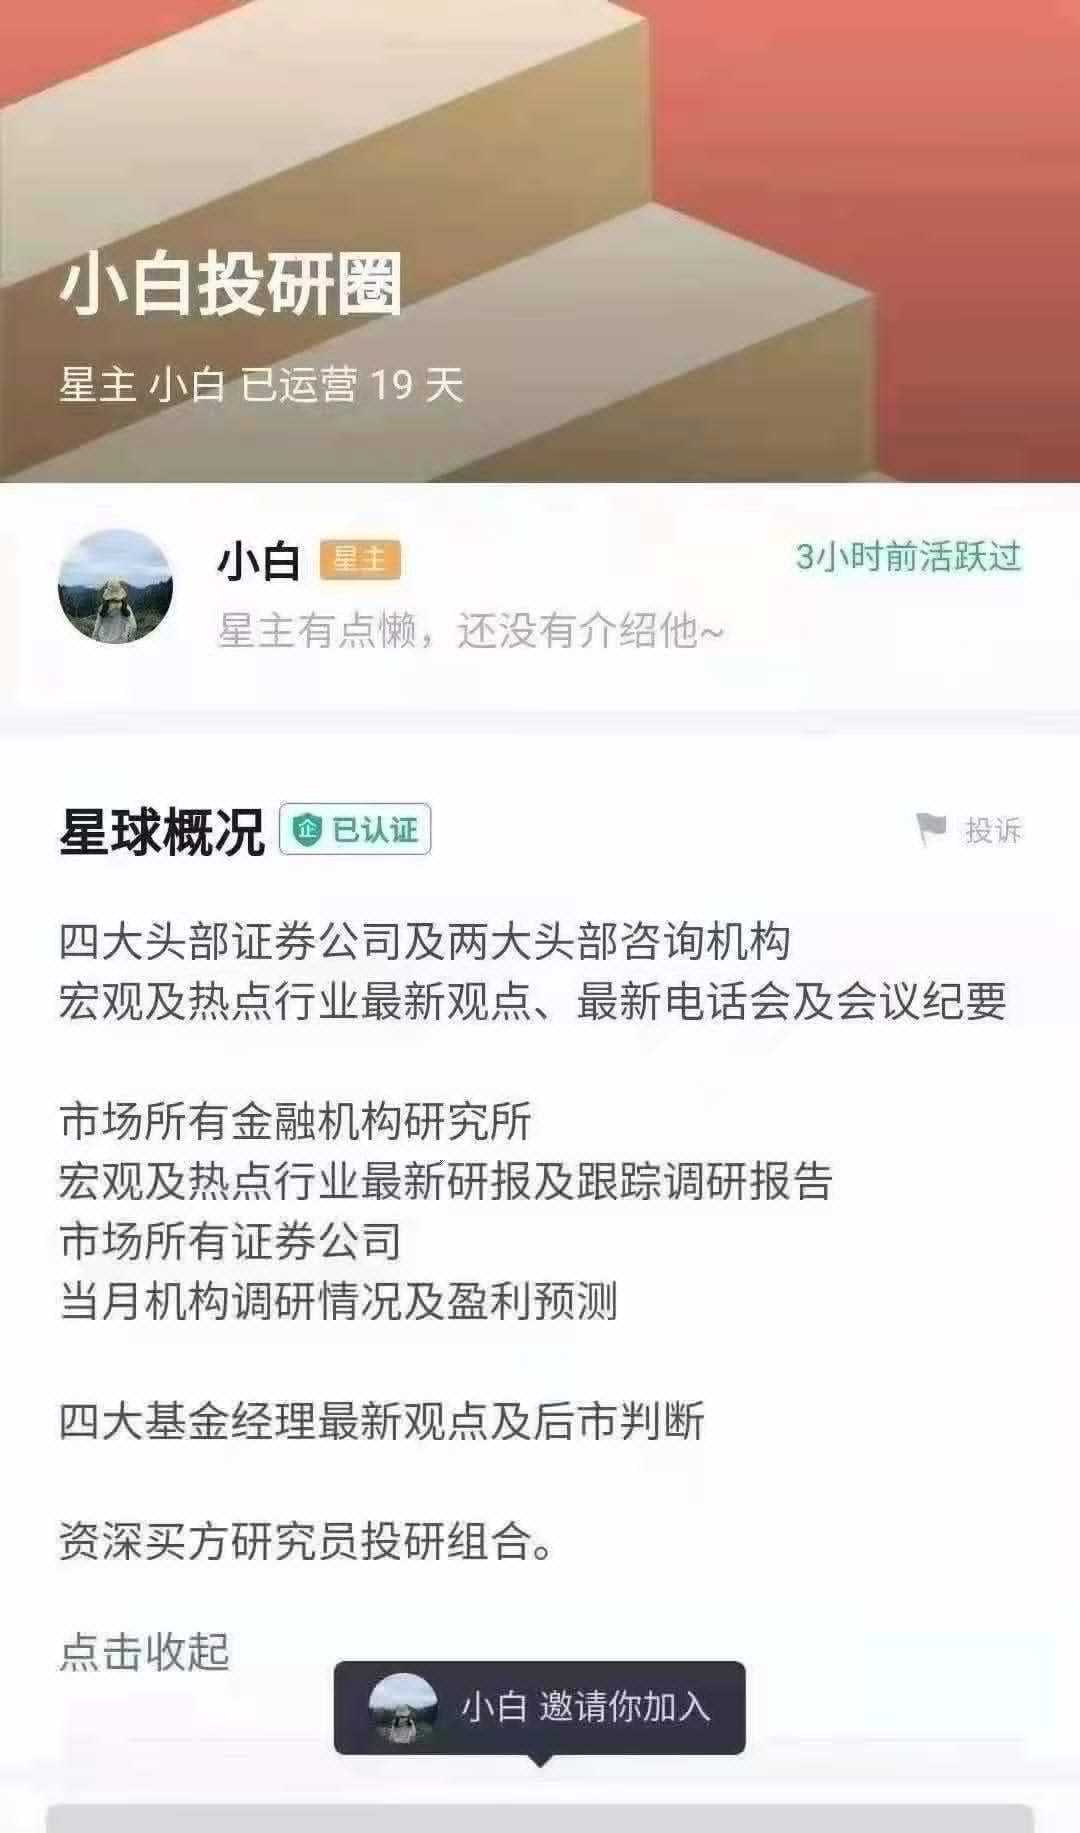 小白投研圈
星主 小白 已运营 19 天
小白 星主 3小时前活跃过
星主有点懒，还没有介绍他~
星球概况 企 已认证 投诉
四大头部证券公司及两大头部咨询机构
宏观及热点行业最新观点、最新电话会及会议纪要
市场所有金融机构研究所
宏观及热点行业最新研报及跟踪调研报告
市场所有证券公司
当月机构调研情况及盈利预测
四大基金经理最新观点及后市判断
资深买方研究员投研组合。
点击收起
小白 邀请你加入